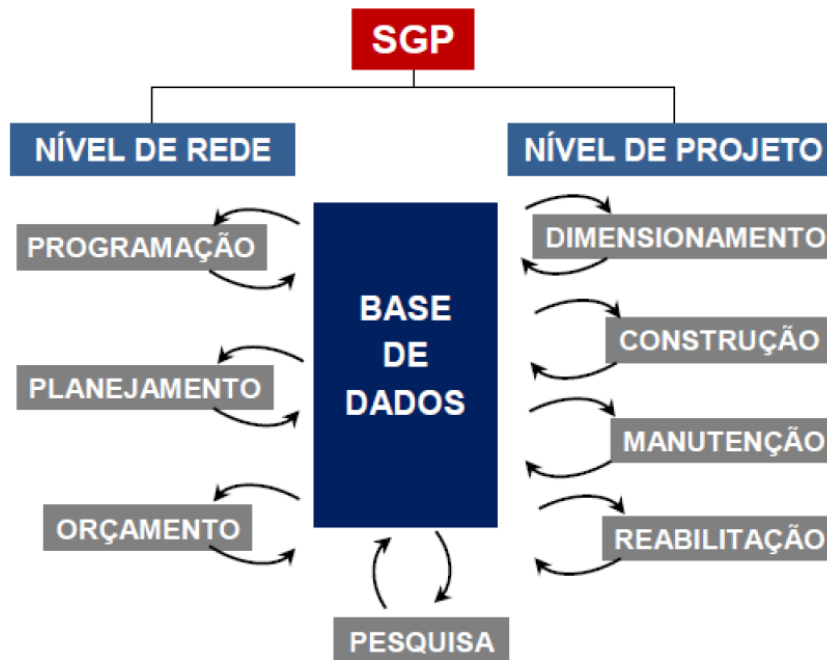 SGP
NÍVEL DE REDE
NÍVEL DE PROJETO
PROGRAMAÇÃO
PLANEJAMENTO
ORÇAMENTO
BASE
DE
DADOS
DIMENSIONAMENTO
CONSTRUÇÃO
MANUTENÇÃO
REABILITAÇÃO
PESQUISA